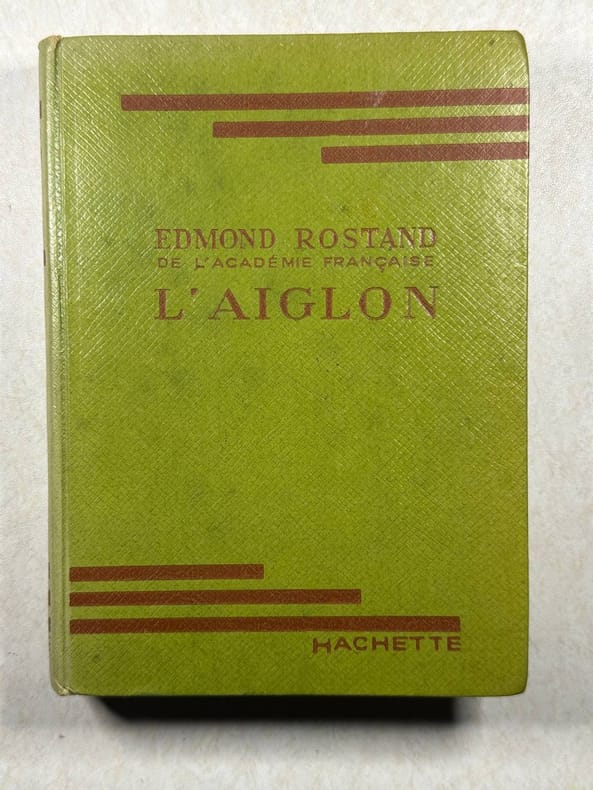 EDMOND ROSTAND
DE L'ACADÉMIE FRANÇAISE
L'AIGLON
HACHETTE